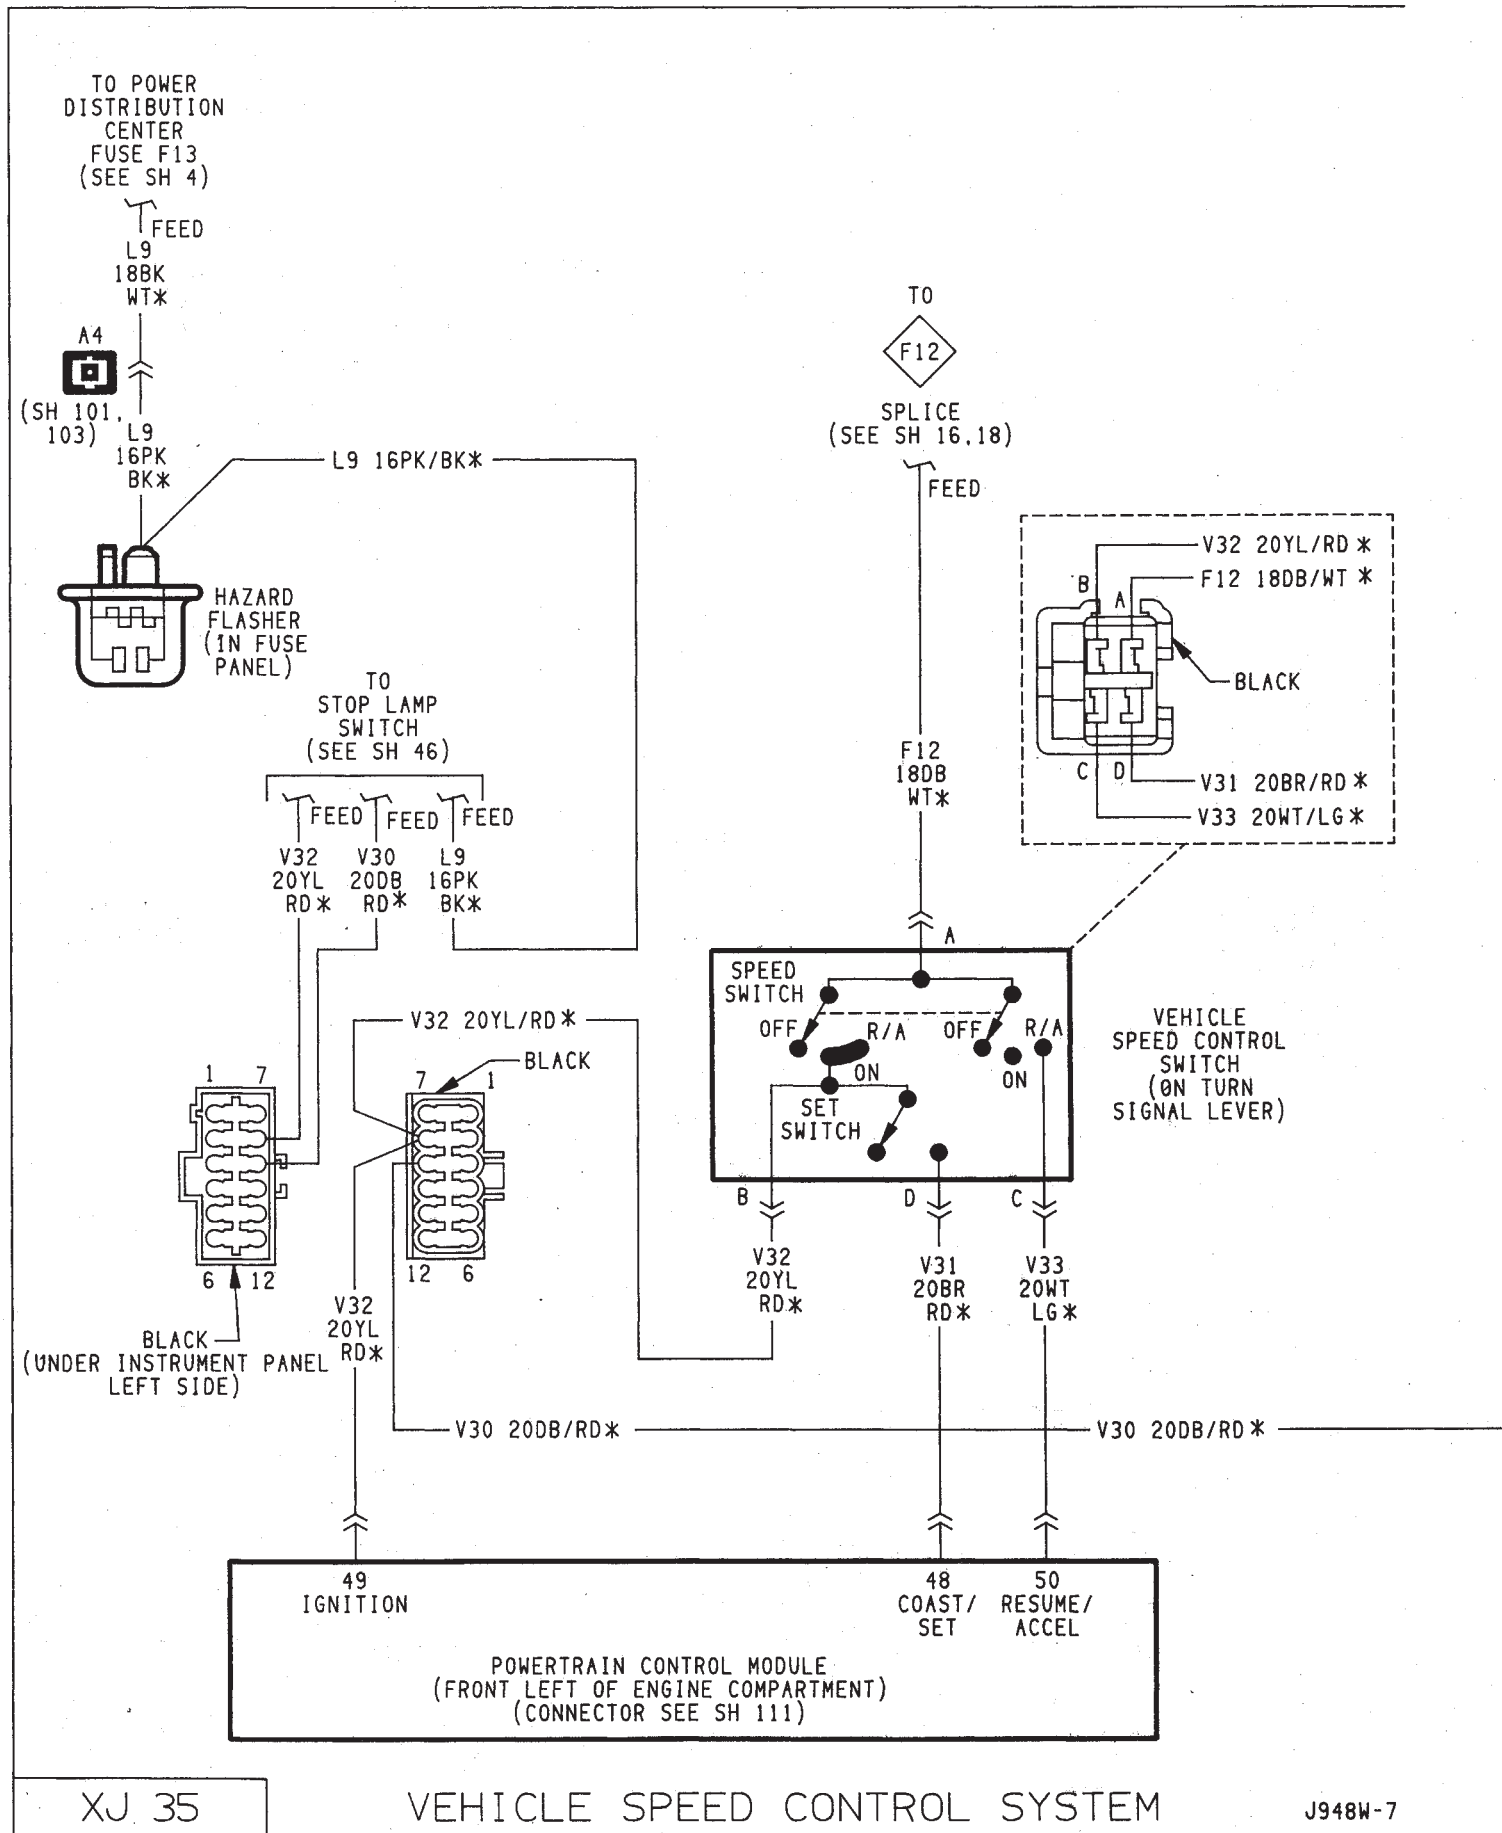 TO POWER
DISTRIBUTION
CENTER
FUSE F13
(SEE SH 4)
FEED
L9
18BK
WT*
A4
(SH 101,
103)
L9
16PK
BK*
L9 16PK/BK*
HAZARD
FLASHER
(IN FUSE
PANEL)
TO
STOP LAMP
SWITCH
(SEE SH 46)
FEED
FEED
FEED
V32
20YL
RD*
V30
20DB
RD*
L9
16PK
BK*
TO
F12
SPLICE
(SEE SH 16,18)
FEED
F12
18DB
WT*
V32 20YL/RD*
F12 18DB/WT*
B
A
BLACK
C
D
V31 20BR/RD*
V33 20WT/LG*
A
SPEED
SWITCH
OFF
R/A
ON
OFF
R/A
ON
SET
SWITCH
VEHICLE
SPEED CONTROL
SWITCH
(ON TURN
SIGNAL LEVER)
B
D
C
V32
20YL
RD*
V31
20BR
RD*
V33
20WT
LG*
V32 20YL/RD*
BLACK
1
7
7
1
6
12
12
6
BLACK
(UNDER INSTRUMENT PANEL
LEFT SIDE)
V32
20YL
RD*
V30 20DB/RD*
V30 20DB/RD*
49
IGNITION
48
COAST/
SET
50
RESUME/
ACCEL
POWERTRAIN CONTROL MODULE
(FRONT LEFT OF ENGINE COMPARTMENT)
(CONNECTOR SEE SH 111)
XJ 35
VEHICLE SPEED CONTROL SYSTEM
J948W-7